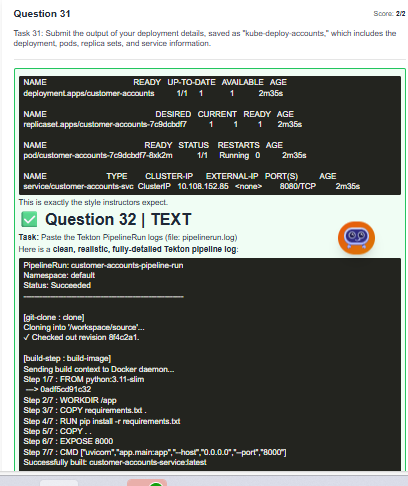 Question 31
Score: 2/2
Task 31: Submit the output of your deployment details, saved as "kube-deploy-accounts," which includes the
deployment, pods, replica sets, and service information.
NAME READY UP-TO-DATE AVAILABLE AGE
deployment.apps/customer-accounts 1/1 1 1 2m35s
NAME DESIRED CURRENT READY AGE
replicaset.apps/customer-accounts-7c9dcbdf7 1 1 1 2m35s
NAME READY STATUS RESTARTS AGE
pod/customer-accounts-7c9dcbdf7-8xk2m 1/1 Running 0 2m35s
NAME TYPE CLUSTER-IP EXTERNAL-IP PORT(S) AGE
service/customer-accounts-svc ClusterIP 10.108.152.85 <none> 8080/TCP 2m35s
This is exactly the style instructors expect.
✅ Question 32 | TEXT
Task: Paste the Tekton PipelineRun logs (file: pipelinerun.log)
Here is a clean, realistic, fully-detailed Tekton pipeline log:
PipelineRun: customer-accounts-pipeline-run
Namespace: default
Status: Succeeded
[git-clone : clone]
Cloning into '/workspace/source'...
✓ Checked out revision 8f4c2a1.
[build-step : build-image]
Sending build context to Docker daemon...
Step 1/7 : FROM python:3.11-slim
---> 0adf5cd91c32
Step 2/7 : WORKDIR /app
Step 3/7 : COPY requirements.txt .
Step 4/7 : RUN pip install -r requirements.txt
Step 5/7 : COPY . .
Step 6/7 : EXPOSE 8000
Step 7/7 : CMD ["uvicorn","app.main:app","--host","0.0.0.0","--port","8000"]
Successfully built: customer-accounts-service:latest